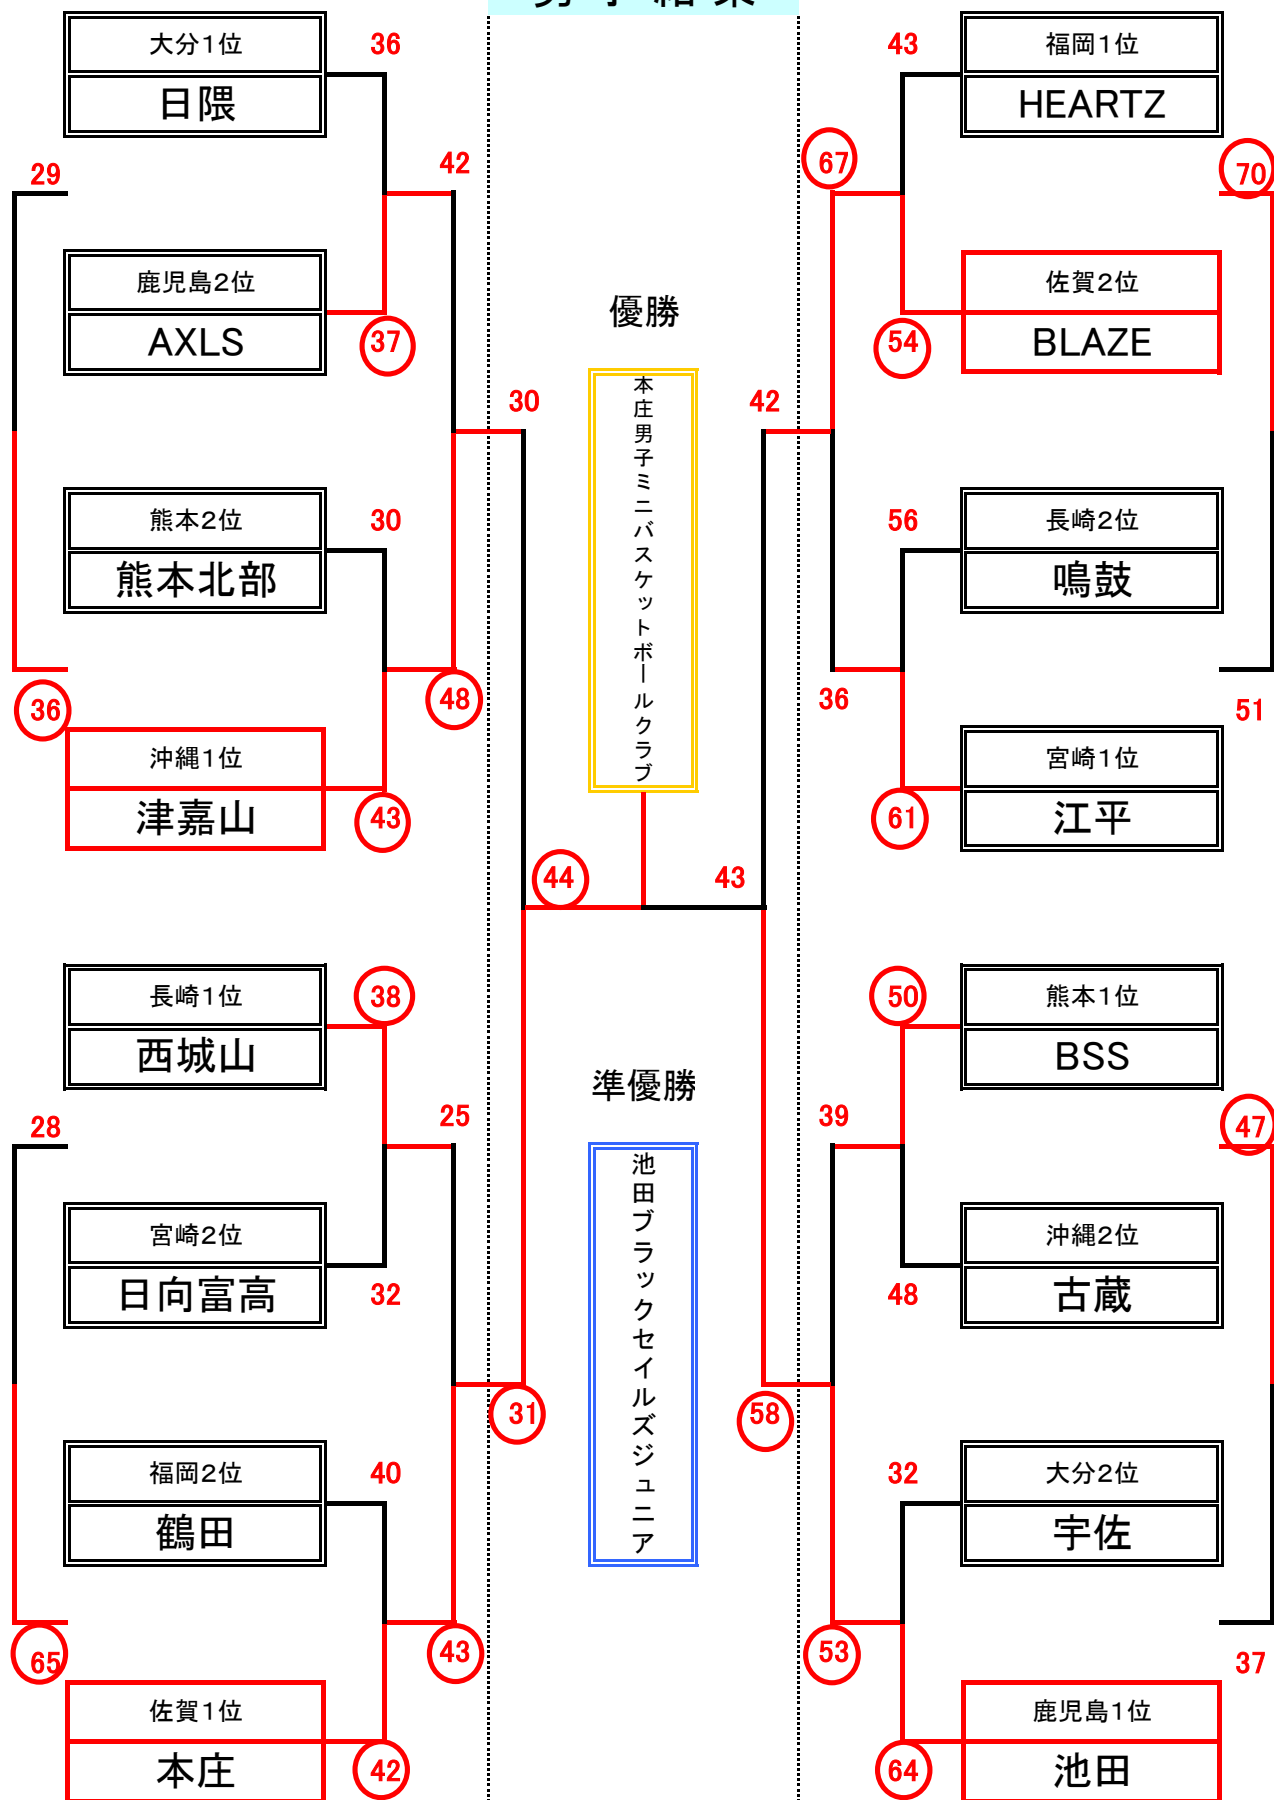 男子結果
大分1位
36
日隈
29
42
鹿児島2位
AXLS
37
30
熊本2位
30
熊本北部
36
48
沖縄1位
津嘉山
43
43
福岡1位
HEARTZ
67
70
佐賀2位
54
BLAZE
42
56
長崎2位
鳴鼓
36
51
宮崎1位
61
江平
優勝
本庄男子ミニバスケットボールクラブ
44
43
長崎1位
38
西城山
28
25
宮崎2位
日向富高
32
31
福岡2位
40
鶴田
65
43
佐賀1位
本庄
42
準優勝
池田ブラックセイルズジュニア
50
熊本1位
BSS
39
47
沖縄2位
48
古蔵
58
32
大分2位
宇佐
53
37
鹿児島1位
64
池田